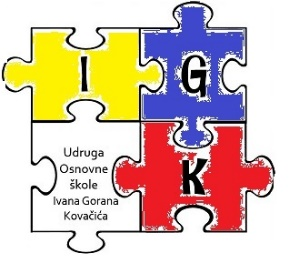 I
G
Udruga
Osnovne
škole
Ivana Gorana
Kovačića
K